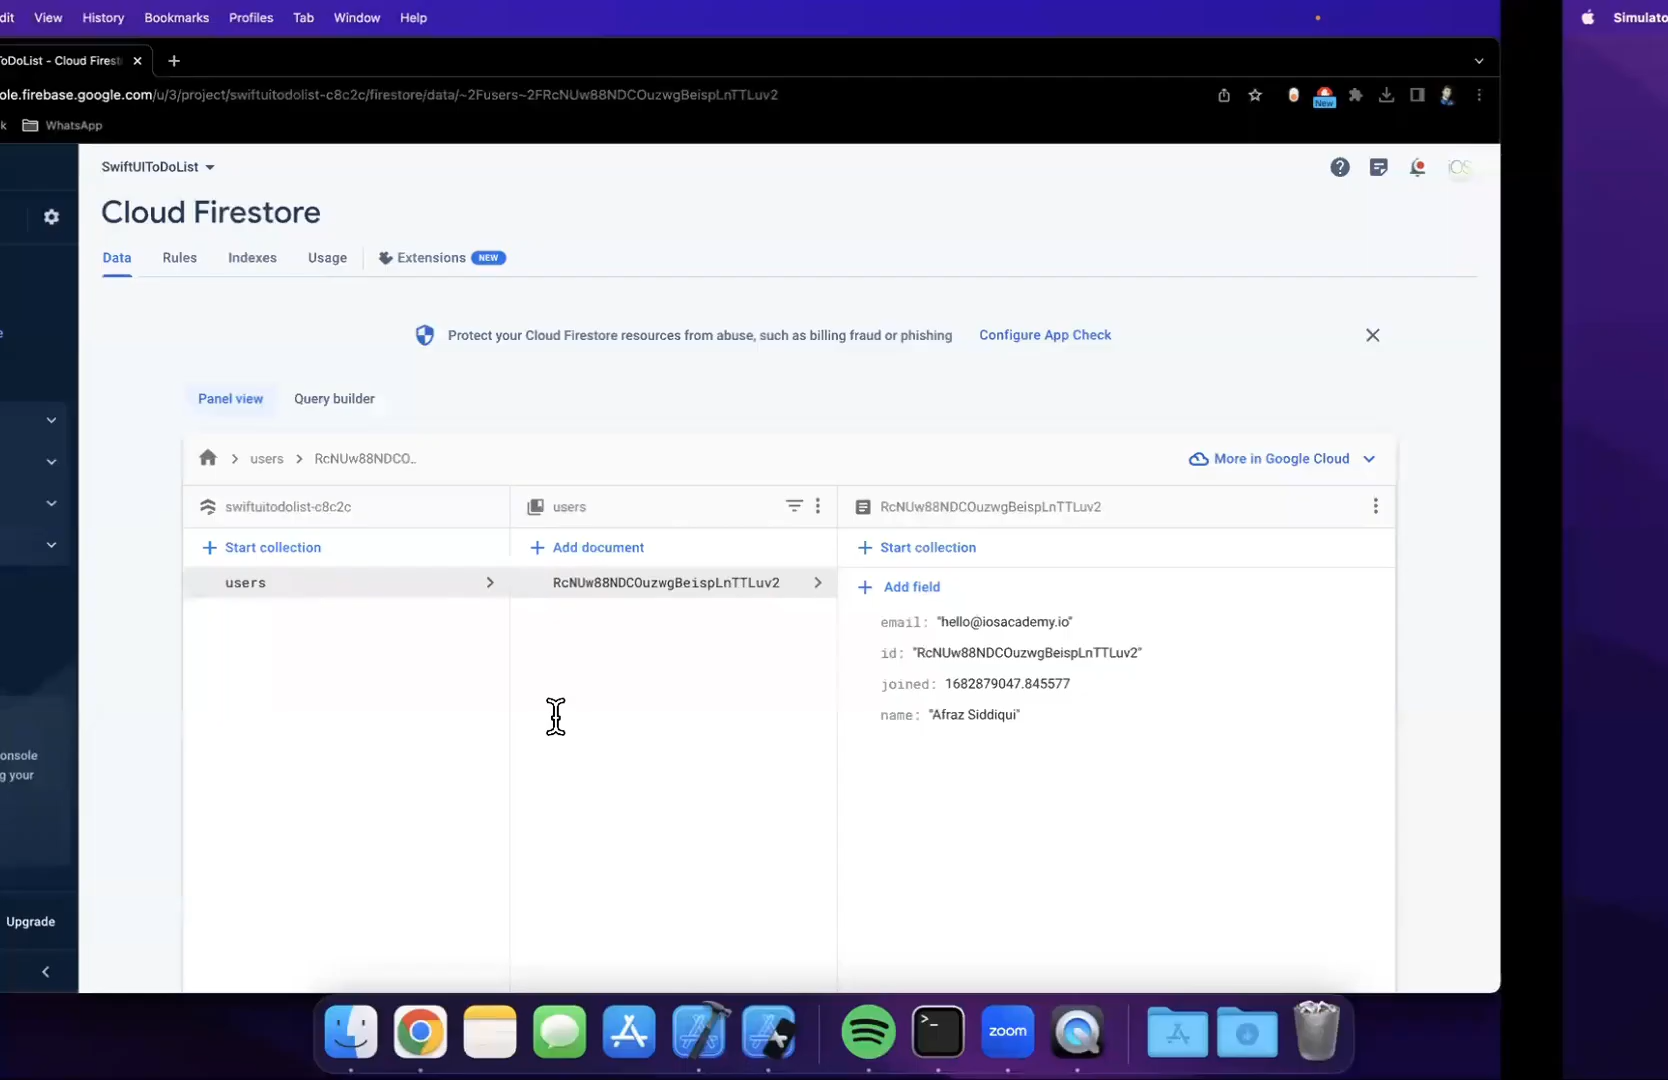 dit View History Bookmarks Profiles Tab Window Help
Simulato
oDoList - Cloud Firest
ole.firebase.google.com/u/3/project/swiftuitodolist-c8c2c/firestore/data/~2Fusers~2FRcNUw88NDCOuzwgBeispLnTTLuv2
New
k WhatsApp
SwiftUIToDoList
iOS
Cloud Firestore
Data Rules Indexes Usage Extensions NEW
e
Protect your Cloud Firestore resources from abuse, such as billing fraud or phishing Configure App Check
Panel view Query builder
users RcNUw88NDCO.. More in Google Cloud
swiftuitodolist-c8c2c users RcNUw88NDCOuzwgBeispLnTTLuv2
+ Start collection + Add document + Start collection
users RcNUw88NDCOuzwgBeispLnTTLuv2
+ Add field
email: "hello@iosacademy.io"
id: "RcNUw88NDCOuzwgBeispLnTTLuv2"
joined: 1682879047.845577
name: "Afraz Siddiqui"
onsole
g your
Upgrade
zoom